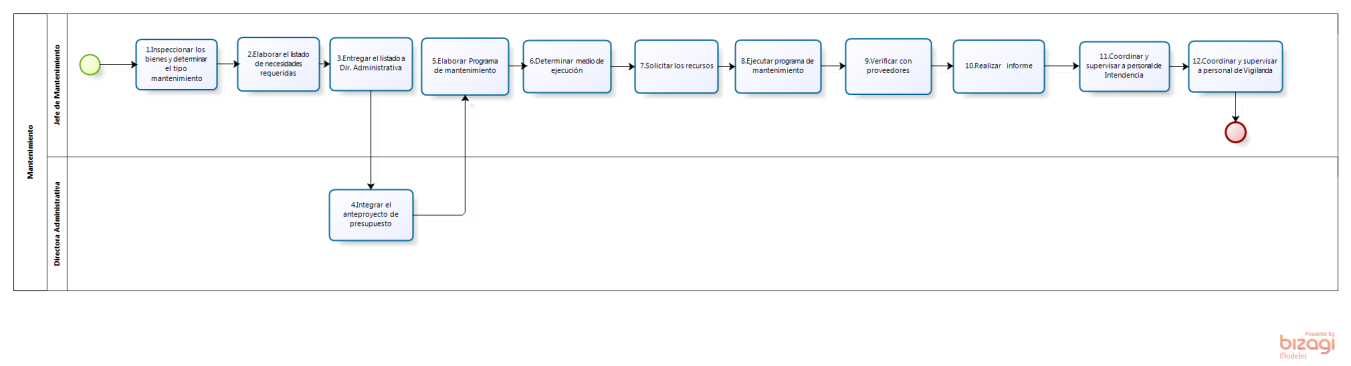 Mantenimiento
Jefe de Mantenimiento
1.Inspeccionar los
bienes y determinar
el tipo
mantenimiento
2.Elaborar el listado
de necesidades
requeridas
3.Entregar el listado a
Dir. Administrativa
5.Elaborar Programa
de mantenimiento
6.Determinar medio de
ejecución
7.Solicitar los recursos
8.Ejecutar programa de
mantenimiento
9.Verificar con
proveedores
10.Realizar informe
11.Coordinar y
supervisar a personal de
Intendencia
12.Coordinar y supervisar
a personal de Vigilancia
Directora Administrativa
4.Integrar el
anteproyecto de
presupuesto
Powered by
bizagi
Modeler